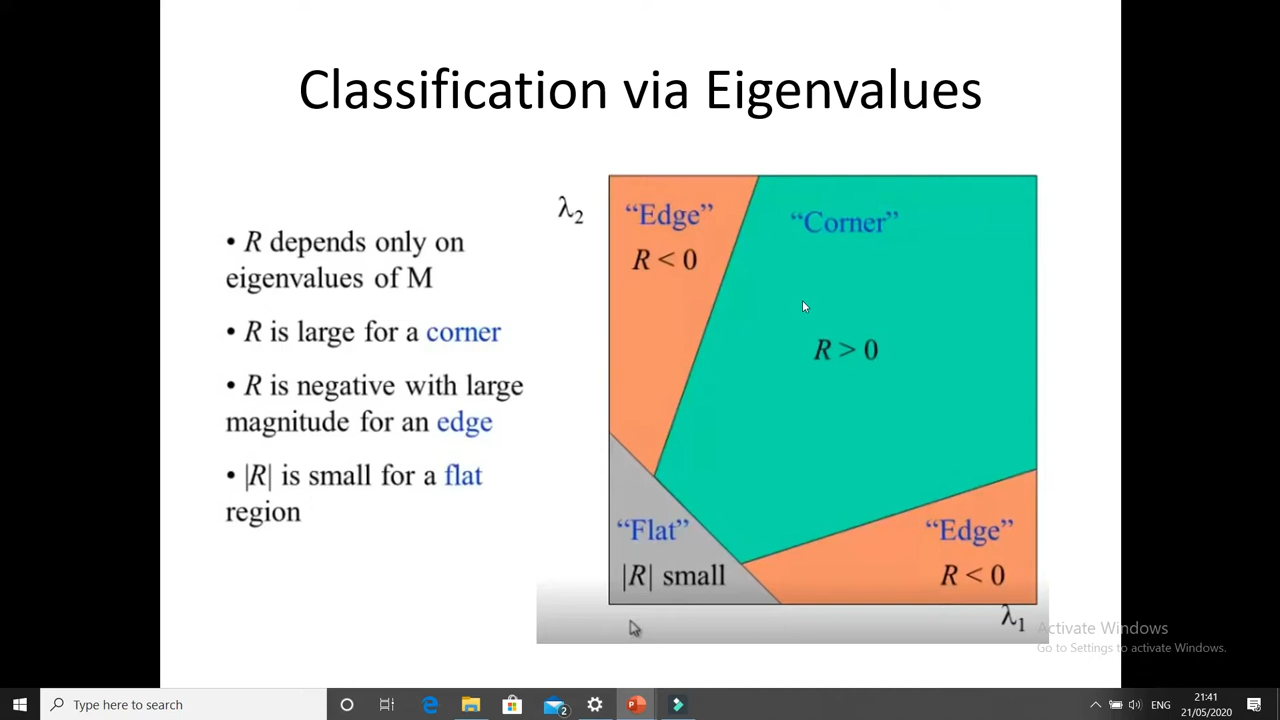 Classification via Eigenvalues
• R depends only on
eigenvalues of M
• R is large for a corner
• R is negative with large
magnitude for an edge
• |R| is small for a flat
region
λ2
“Edge”
R < 0
“Corner”
R > 0
“Flat”
|R| small
“Edge”
R < 0
λ1
Activate Windows
Go to Settings to activate Windows.
Type here to search
2
ENG
21:41
21/05/2020